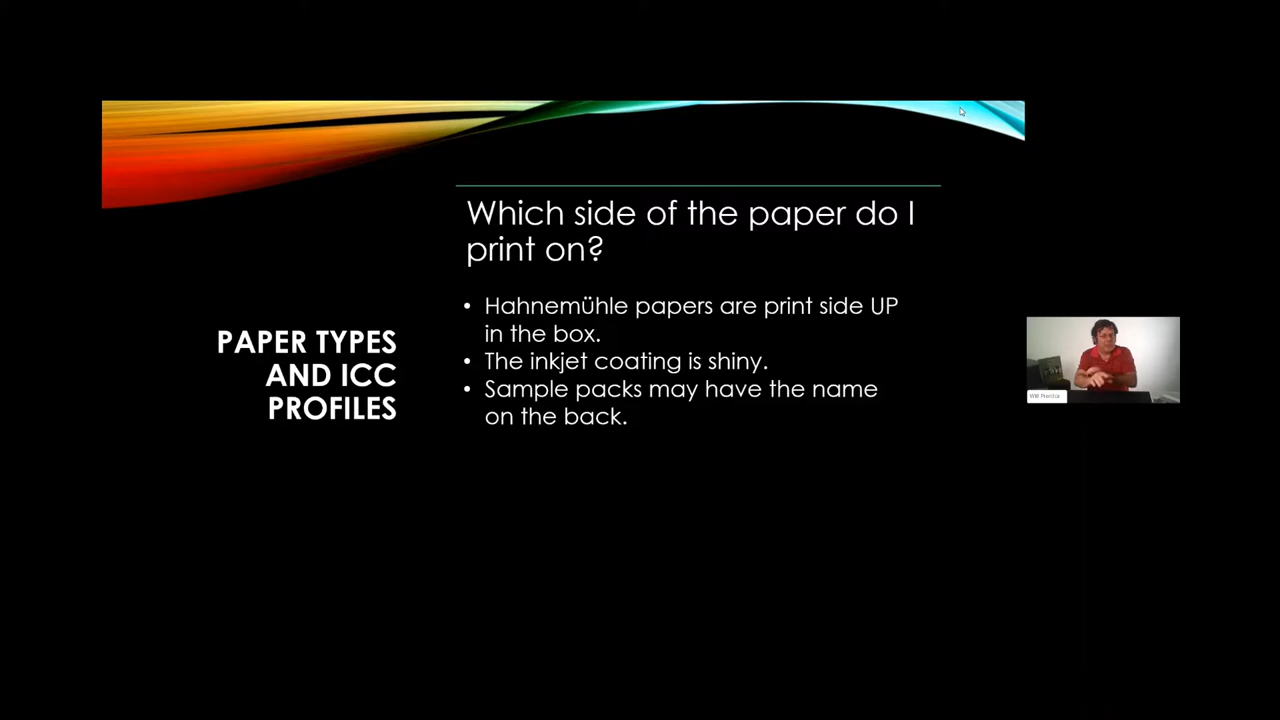 Which side of the paper do I
print on?
PAPER TYPES
AND ICC
PROFILES
• Hahnemühle papers are print side UP
in the box.
• The inkjet coating is shiny.
• Sample packs may have the name
on the back.